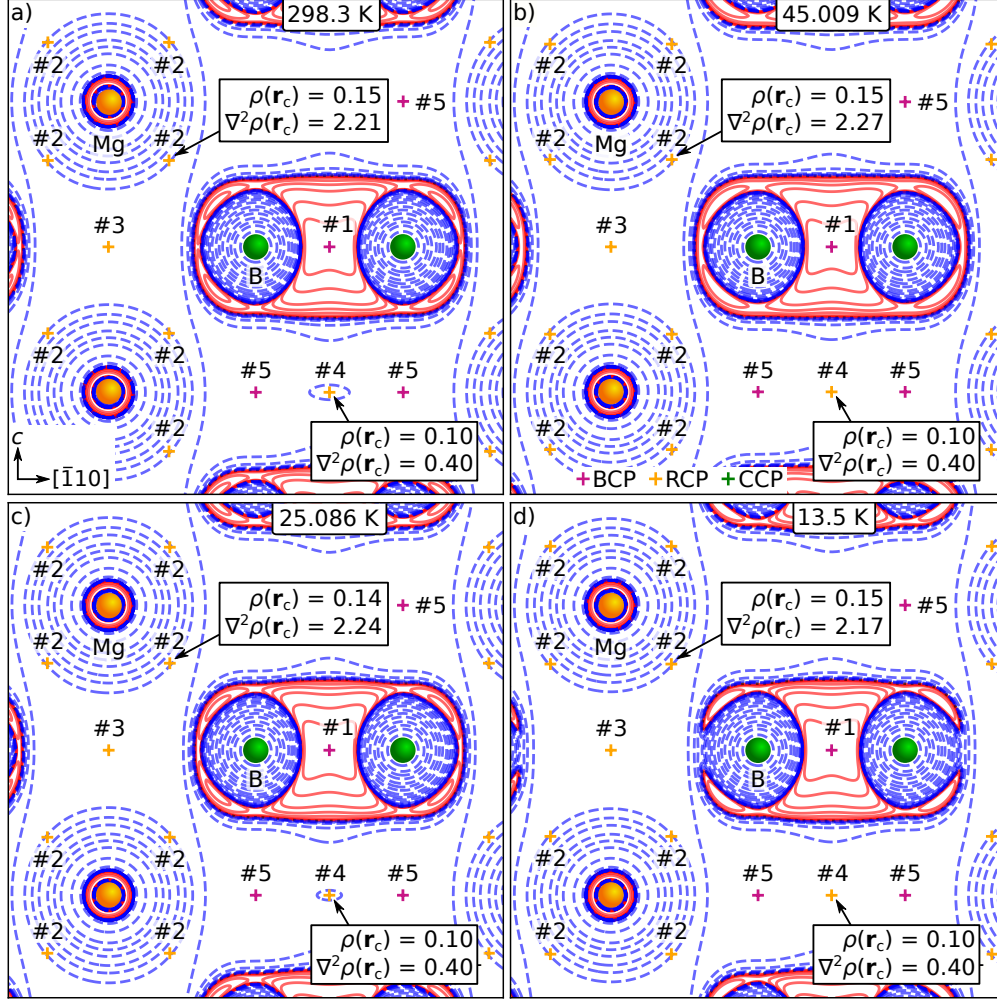 a)
298.3 K
#2
#2
ρ(r_c) = 0.15
∇²ρ(r_c) = 2.21
#5
Mg
#2
#2
#3
#1
B
#2
#2
#5
#4
#5
#2
ρ(r_c) = 0.10
∇²ρ(r_c) = 0.40
c
[1̄10]
b)
45.009 K
#2
#2
ρ(r_c) = 0.15
∇²ρ(r_c) = 2.27
#5
Mg
#2
#2
#3
#1
B
#2
#2
#5
#4
#5
#2
#2
ρ(r_c) = 0.10
∇²ρ(r_c) = 0.40
BCP
RCP
CCP
c)
25.086 K
#2
#2
ρ(r_c) = 0.14
∇²ρ(r_c) = 2.24
#5
Mg
#2
#2
#3
#1
B
#2
#2
#5
#4
#5
#2
#2
ρ(r_c) = 0.10
∇²ρ(r_c) = 0.40
d)
13.5 K
#2
#2
ρ(r_c) = 0.15
∇²ρ(r_c) = 2.17
#5
Mg
#2
#2
#3
#1
B
#2
#2
#5
#4
#5
#2
#2
ρ(r_c) = 0.10
∇²ρ(r_c) = 0.40